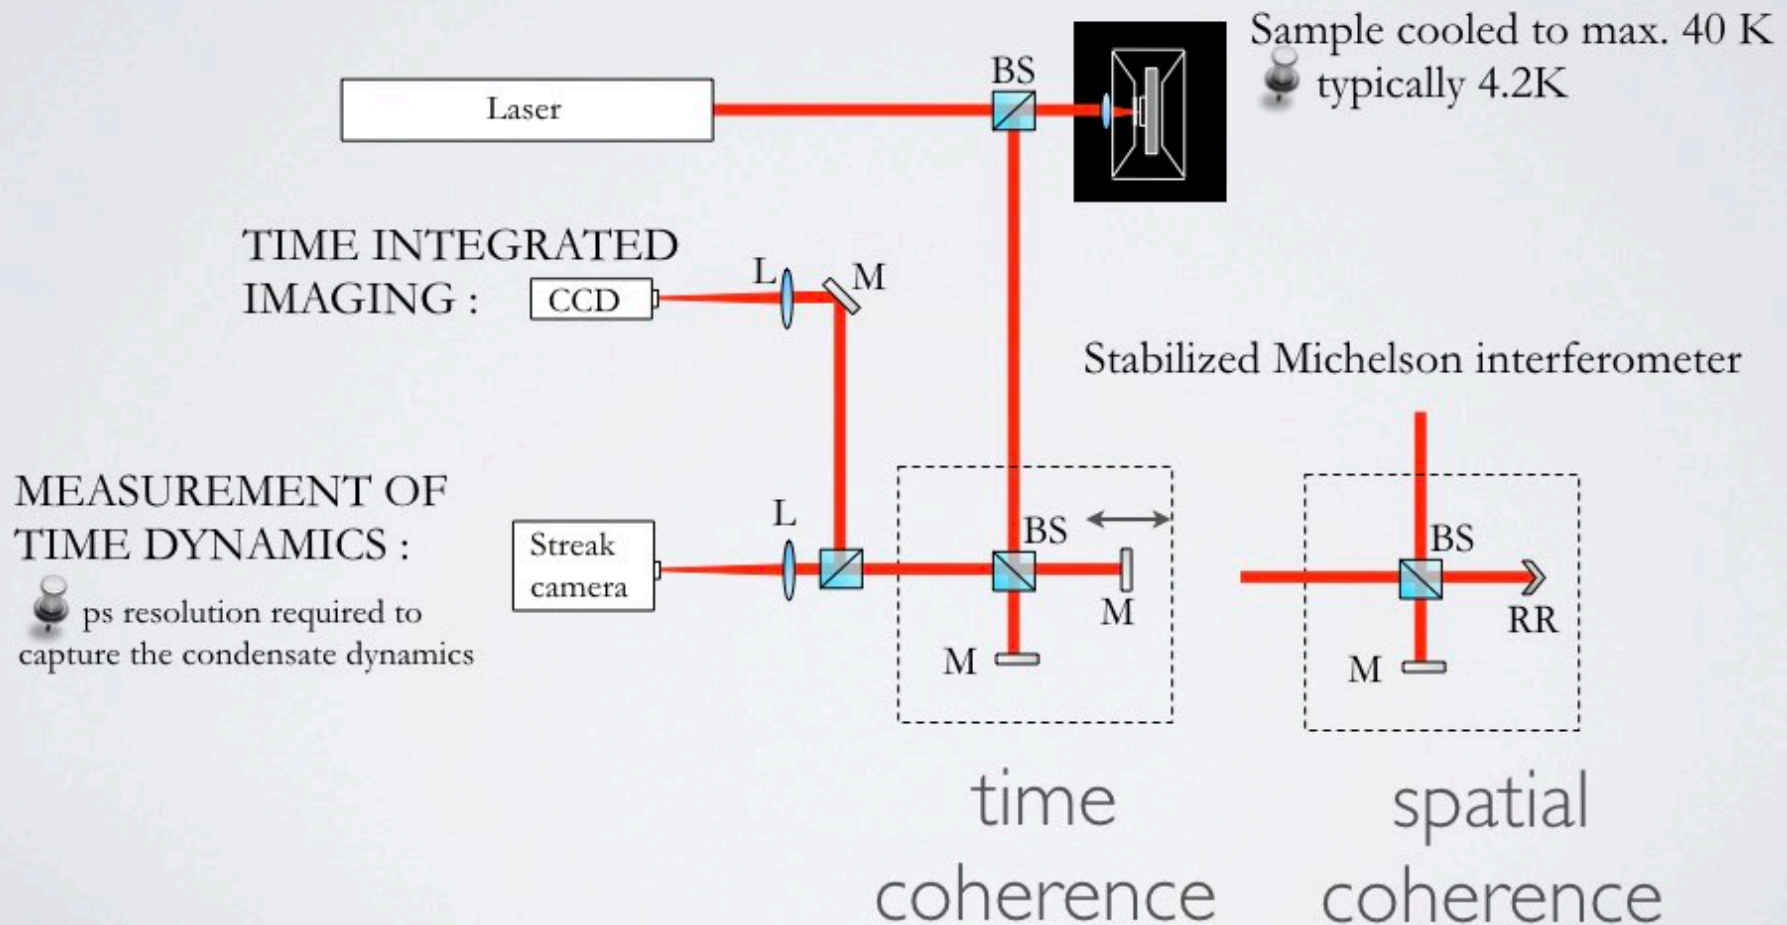 Sample cooled to max. 40 K
typically 4.2K
BS
Laser
TIME INTEGRATED
IMAGING :
CCD
L
M
Stabilized Michelson interferometer
MEASUREMENT OF
TIME DYNAMICS :
ps resolution required to
capture the condensate dynamics
Streak
camera
L
BS
M
M
BS
RR
M
time
coherence
spatial
coherence